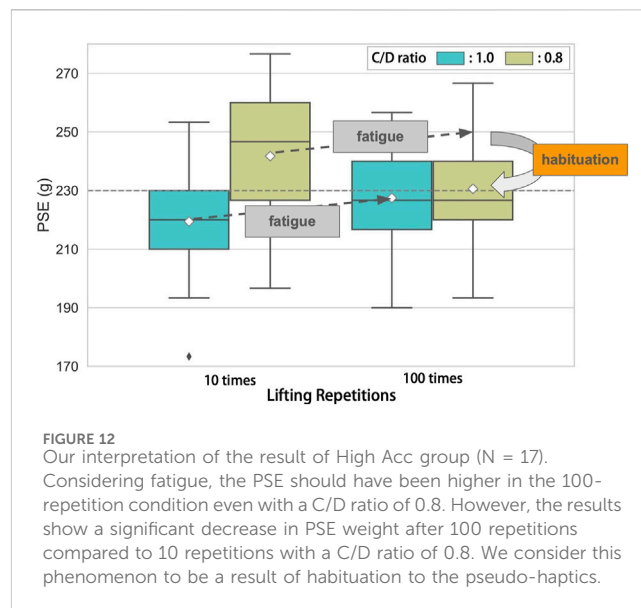 C/D ratio : 1.0 : 0.8
270
250
230
210
190
170
PSE (g)
fatigue
habituation
fatigue
10 times
100 times
Lifting Repetitions
FIGURE 12
Our interpretation of the result of High Acc group (N = 17).
Considering fatigue, the PSE should have been higher in the 100-
repetition condition even with a C/D ratio of 0.8. However, the results
show a significant decrease in PSE weight after 100 repetitions
compared to 10 repetitions with a C/D ratio of 0.8. We consider this
phenomenon to be a result of habituation to the pseudo-haptics.